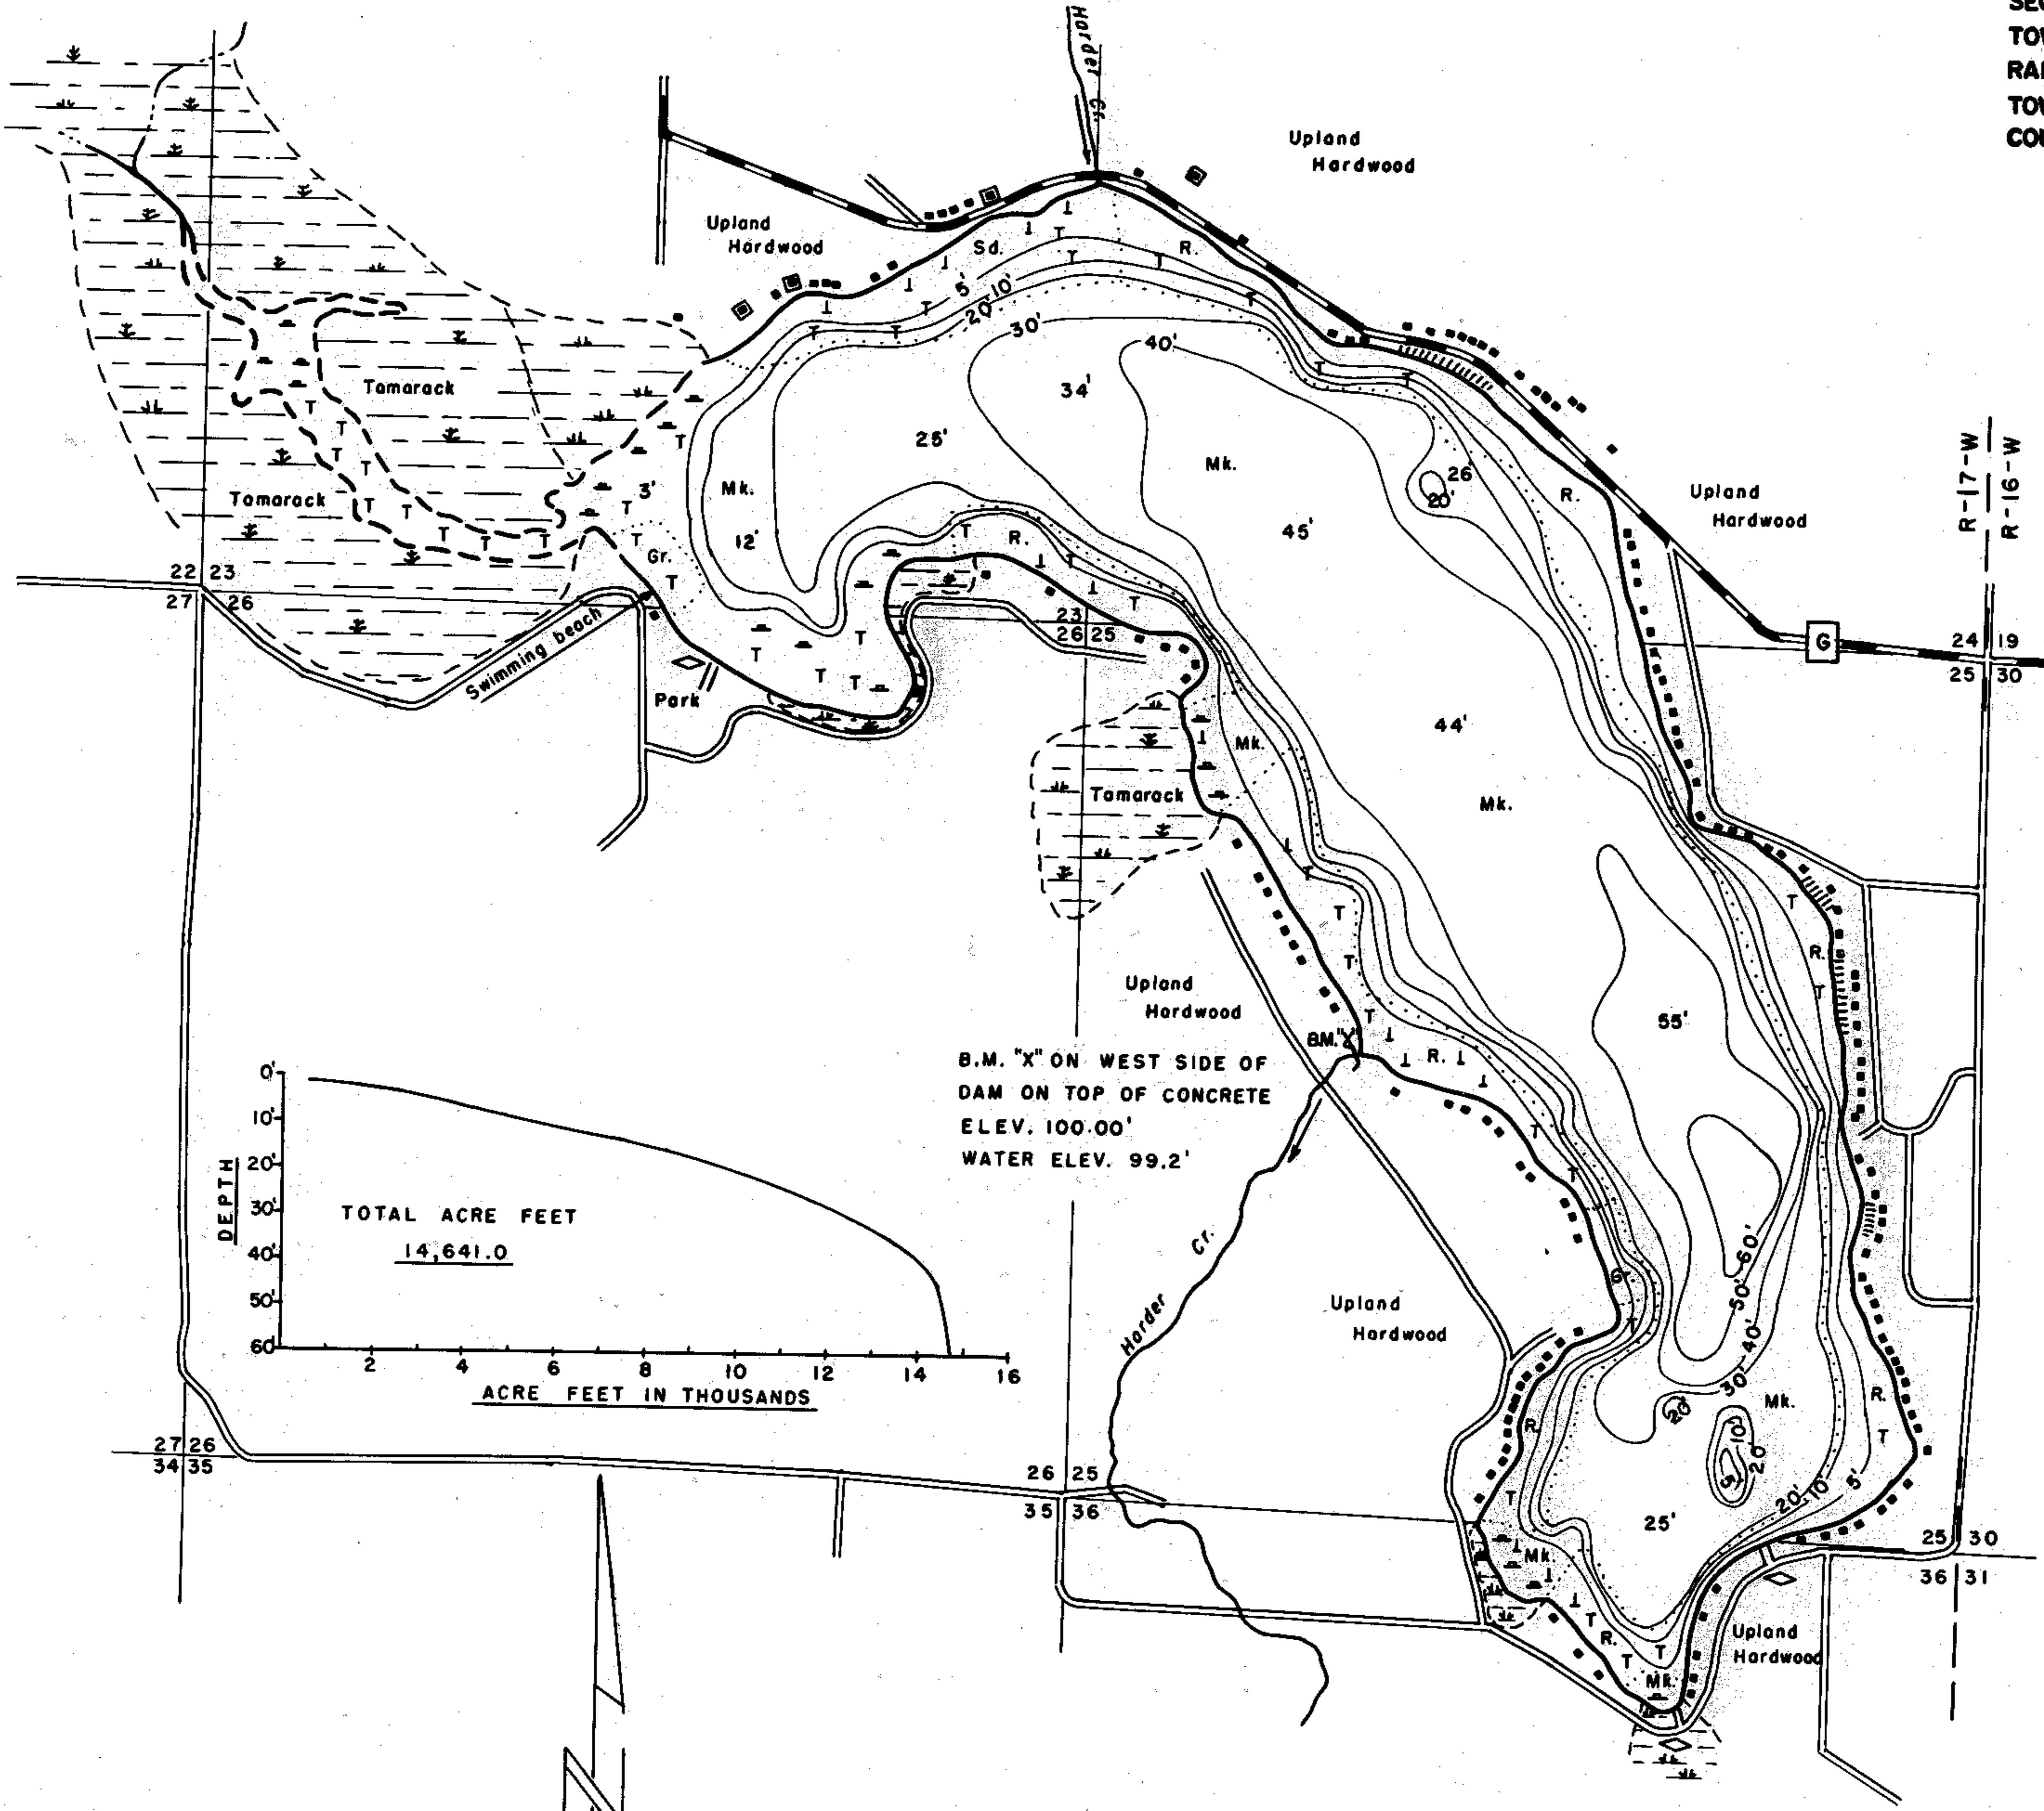 Harder
Cr.
Upland
Hardwood
Upland
Hardwood
Sd.
R.
T
5'
10'
20'
30'
40'
34'
25'
Mk.
Mk.
26'
20'
45'
R.
Upland
Hardwood
R-17-W
R-16-W
Tamarack
Tamarack
3'
12'
Gr.
R.
22 23
27 26
Swimming beach
Park
23
26 25
G
24 19
25 30
Mk.
Tamarack
44'
Mk.
R.
T
Upland
Hardwood
55'
B.M. "X"
R.
B.M. "X" ON WEST SIDE OF
DAM ON TOP OF CONCRETE
ELEV. 100.00'
WATER ELEV. 99.2'
0'
10'
20'
30'
40'
50'
60'
DEPTH
TOTAL ACRE FEET
14,641.0
2 4 6 8 10 12 14 16
ACRE FEET IN THOUSANDS
Harder Cr.
Upland
Hardwood
Gr.
60'
50'
40'
30'
20'
10'
20
5'
Mk.
R.
T
R.
25'
20'
10'
5'
27 26
34 35
26 25
35 36
25 30
36 31
Mk.
R.
Mk.
Upland
Hardwood